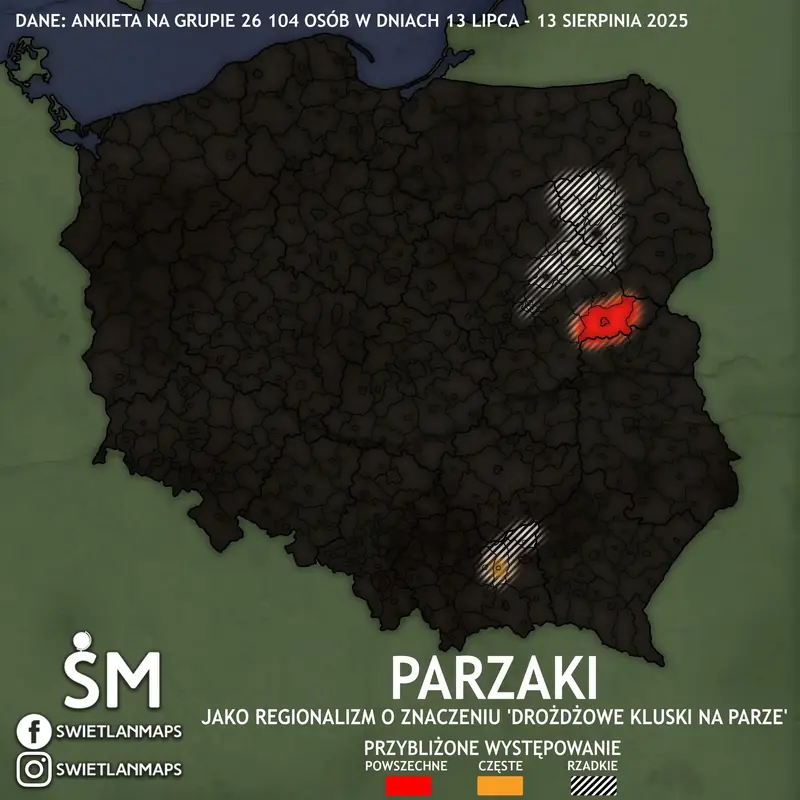 DANE: ANKIETA NA GRUPIE 26 104 OSÓB W DNIACH 13 LIPCA - 13 SIERPINIA 2025
ŚM
PARZAKI
JAKO REGIONALIZM O ZNACZENIU 'DROŻDŻOWE KLUSKI NA PARZE'
SWIETLANMAPS
SWIETLANMAPS
PRZYBLIŻONE WYSTĘPOWANIE
POWSZECHNE CZĘSTE RZADKIE